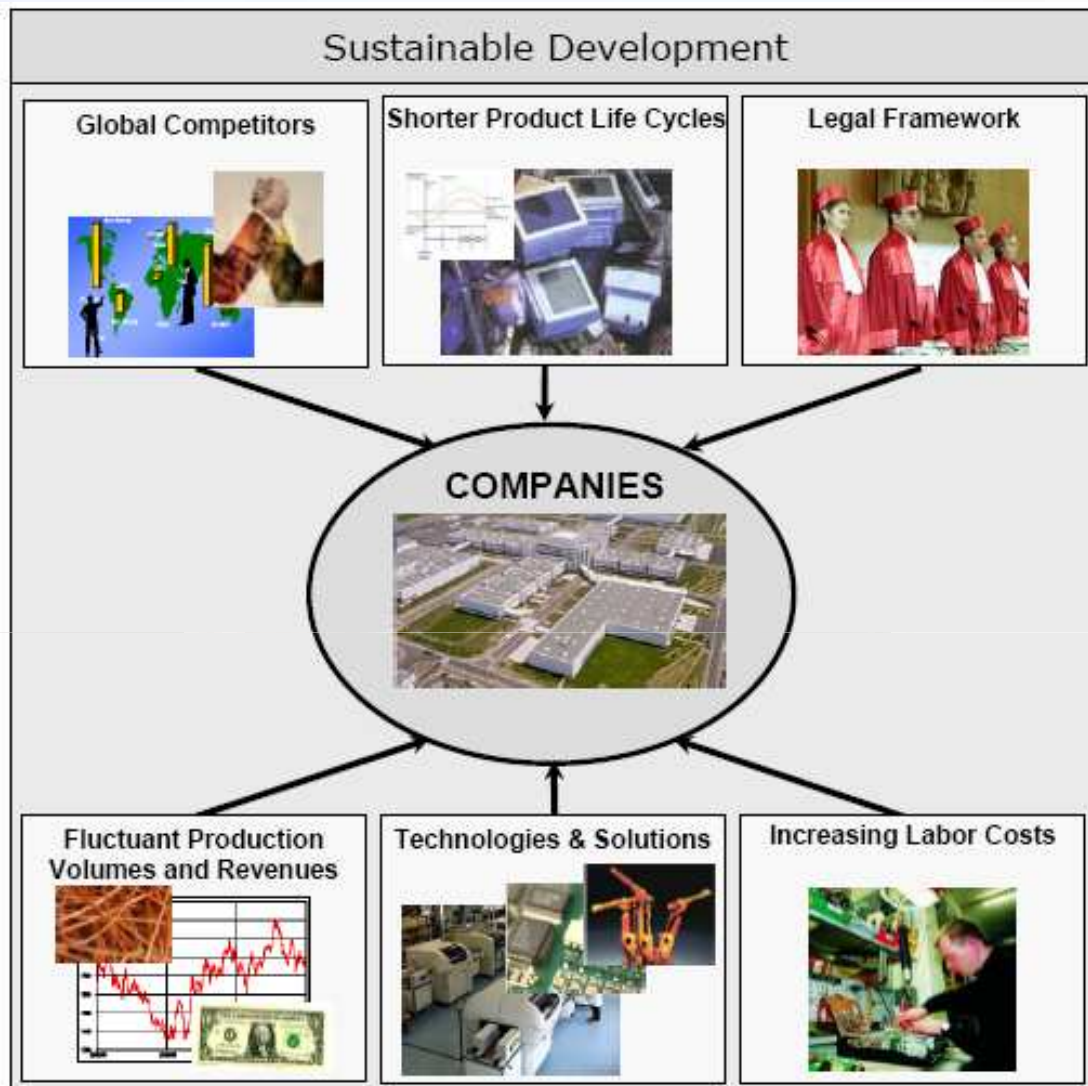 Sustainable Development
Global Competitors
Shorter Product Life Cycles
Legal Framework
COMPANIES
Fluctuant Production
Volumes and Revenues
Technologies & Solutions
Increasing Labor Costs